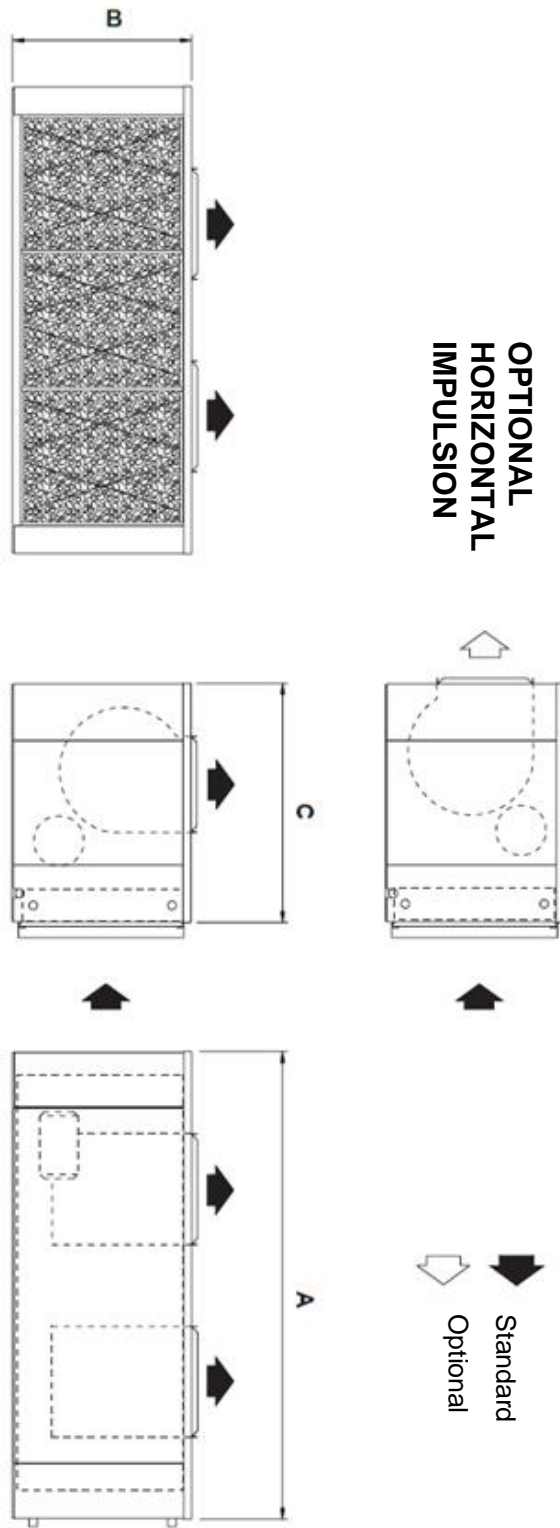 OPTIONAL
HORIZONTAL
IMPULSION
Standard
Optional
B
C
A